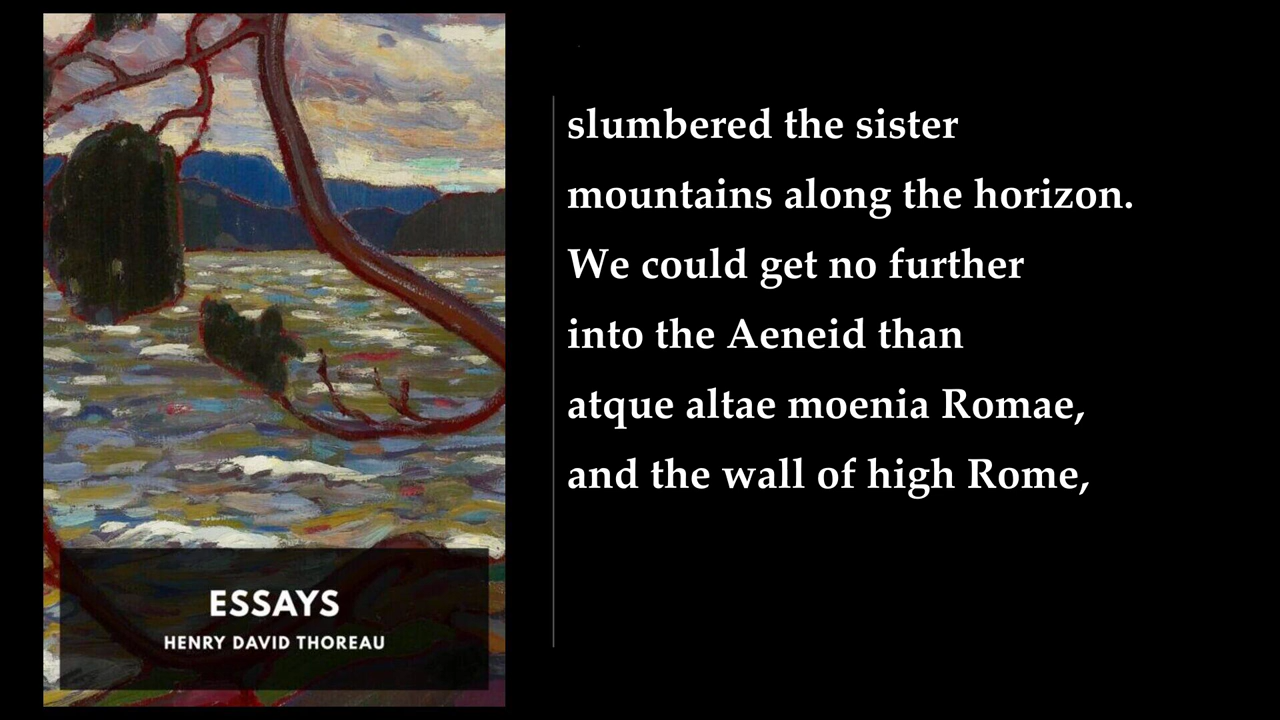 ESSAYS
HENRY DAVID THOREAU
slumbered the sister
mountains along the horizon.
We could get no further
into the Aeneid than
atque altae moenia Romae,
and the wall of high Rome,